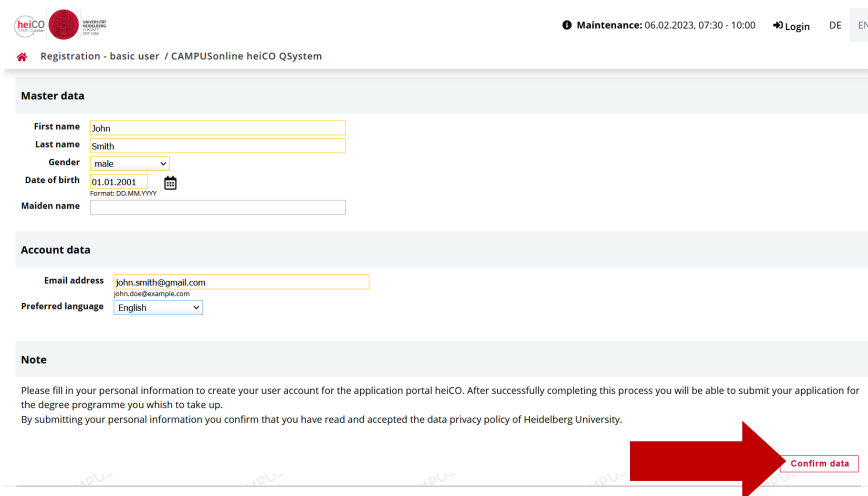 heiCO
CAMPUSonline
UNIVERSITÄT
HEIDELBERG
ZUKUNFT
SEIT 1386
Maintenance: 06.02.2023, 07:30 - 10:00
Login
DE
EN
Registration - basic user / CAMPUSonline heiCO QSystem
Master data
First name John
Last name Smith
Gender male
Date of birth 01.01.2001
Format: DD.MM.YYYY
Maiden name
Account data
Email address john.smith@gmail.com
john.doe@example.com
Preferred language English
Note
Please fill in your personal information to create your user account for the application portal heiCO. After successfully completing this process you will be able to submit your application for
the degree programme you whish to take up.
By submitting your personal information you confirm that you have read and accepted the data privacy policy of Heidelberg University.
Confirm data